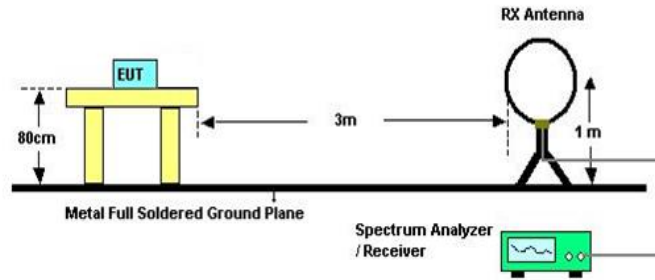 RX Antenna
EUT
80cm
3m
1 m
Metal Full Soldered Ground Plane
Spectrum Analyzer
/ Receiver